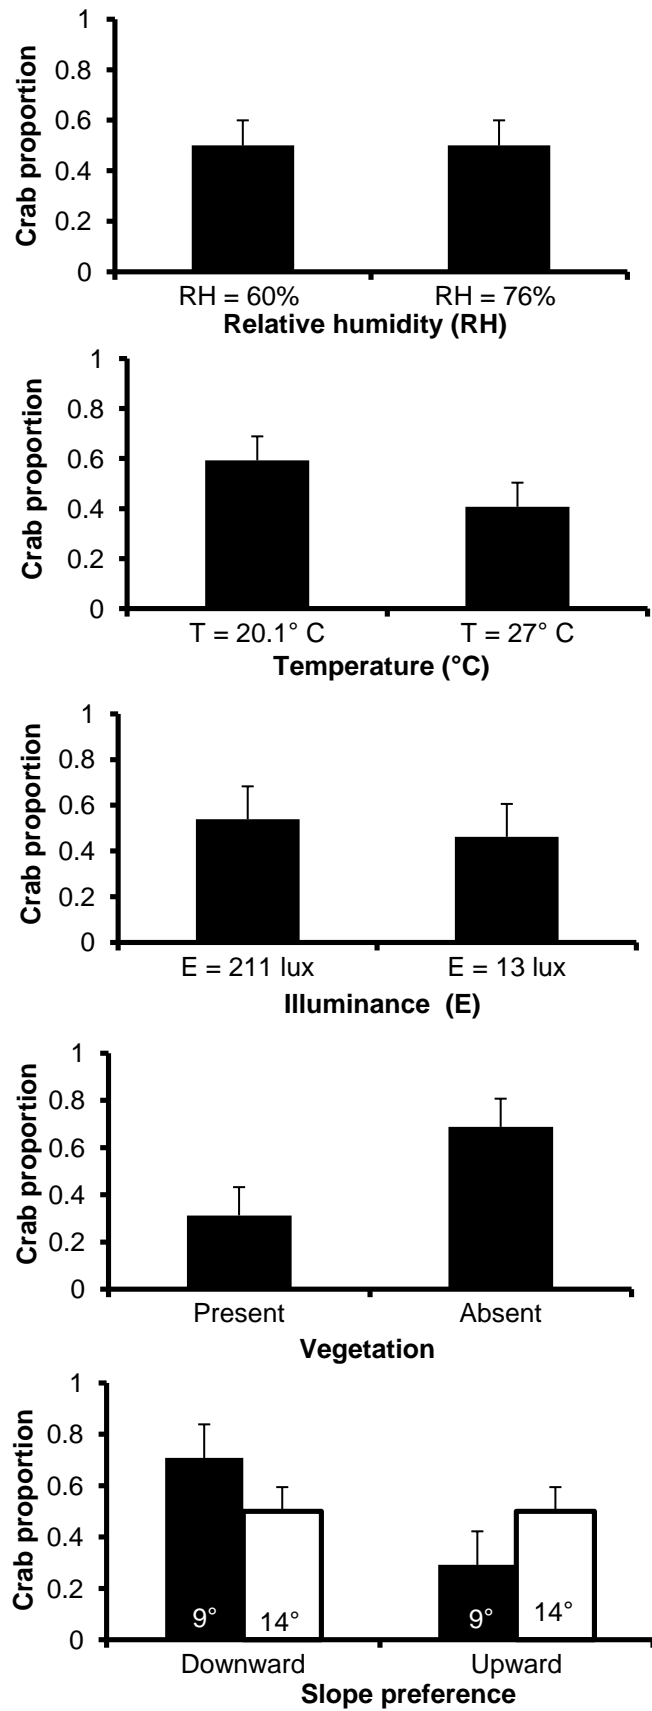 1
0.8
0.6
0.4
0.2
0
Crab proportion
RH = 60% RH = 76%
Relative humidity (RH)
1
0.8
0.6
0.4
0.2
0
Crab proportion
T = 20.1° C T = 27° C
Temperature (°C)
1
0.8
0.6
0.4
0.2
0
Crab proportion
E = 211 lux E = 13 lux
Illuminance (E)
1
0.8
0.6
0.4
0.2
0
Crab proportion
Present Absent
Vegetation
1
0.8
0.6
0.4
0.2
0
Crab proportion
9° 14° 9° 14°
Downward Upward
Slope preference